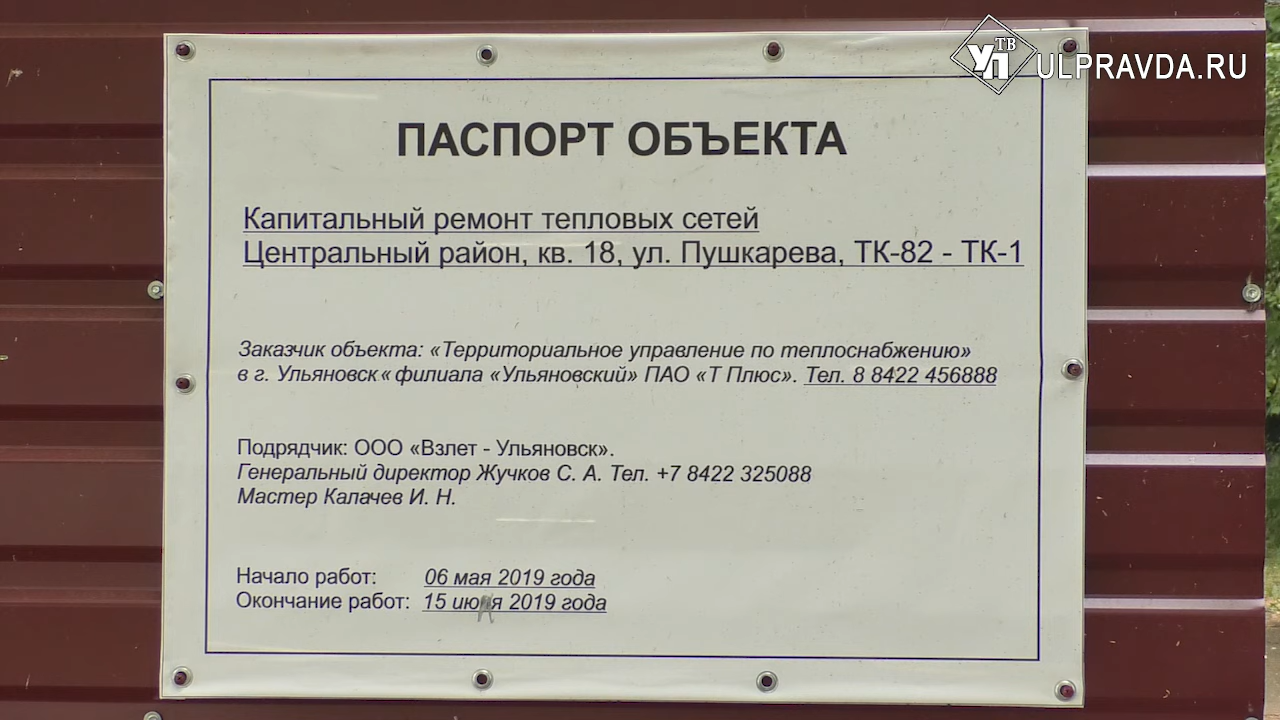 УП ТВ ULPRAVDA.RU
ПАСПОРТ ОБЪЕКТА
Капитальный ремонт тепловых сетей
Центральный район, кв. 18, ул. Пушкарева, ТК-82 - ТК-1
Заказчик объекта: «Территориальное управление по теплоснабжению»
в г. Ульяновск« филиала «Ульяновский» ПАО «Т Плюс». Тел. 8 8422 456888
Подрядчик: ООО «Взлет - Ульяновск».
Генеральный директор Жучков С. А. Тел. +7 8422 325088
Мастер Калачев И. Н.
Начало работ: 06 мая 2019 года
Окончание работ: 15 2019 года